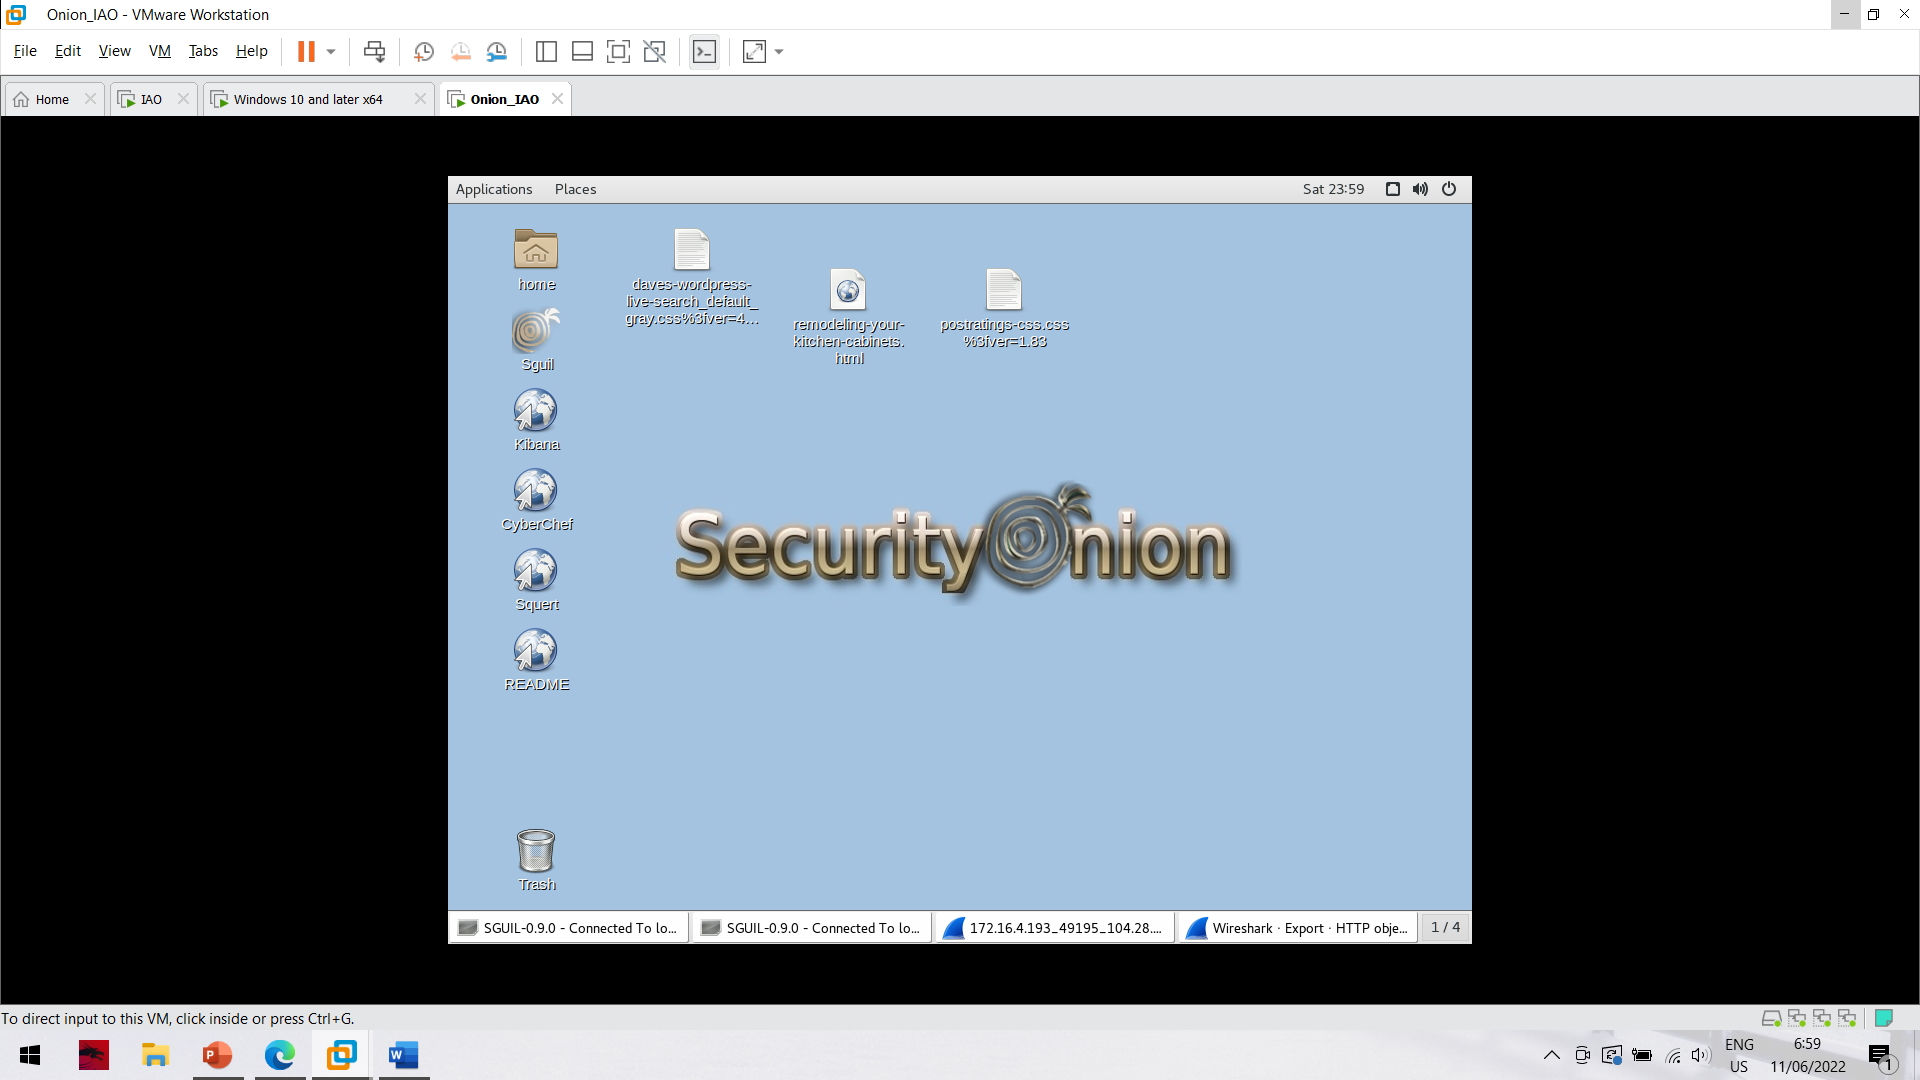 Onion_IAO - VMware Workstation
File Edit View VM Tabs Help
Home IAO Windows 10 and later x64 Onion_IAO
Applications Places Sat 23:59
home
daves-wordpress-
live-search_default_
gray.css%3fver=4...
remodeling-your-
kitchen-cabinets.
html
postratings-css.css
%3fver=1.83
Sguil
Kibana
CyberChef
Squert
README
SecurityOnion
Trash
SGUIL-0.9.0 - Connected To lo... SGUIL-0.9.0 - Connected To lo... 172.16.4.193_49195_104.28.... Wireshark · Export · HTTP obje... 1 / 4
To direct input to this VM, click inside or press Ctrl+G.
ENG
US
6:59
11/06/2022
1